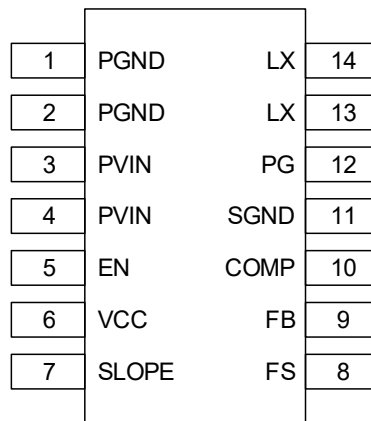 1 PGND LX 14
2 PGND LX 13
3 PVIN PG 12
4 PVIN SGND 11
5 EN COMP 10
6 VCC FB 9
7 SLOPE FS 8